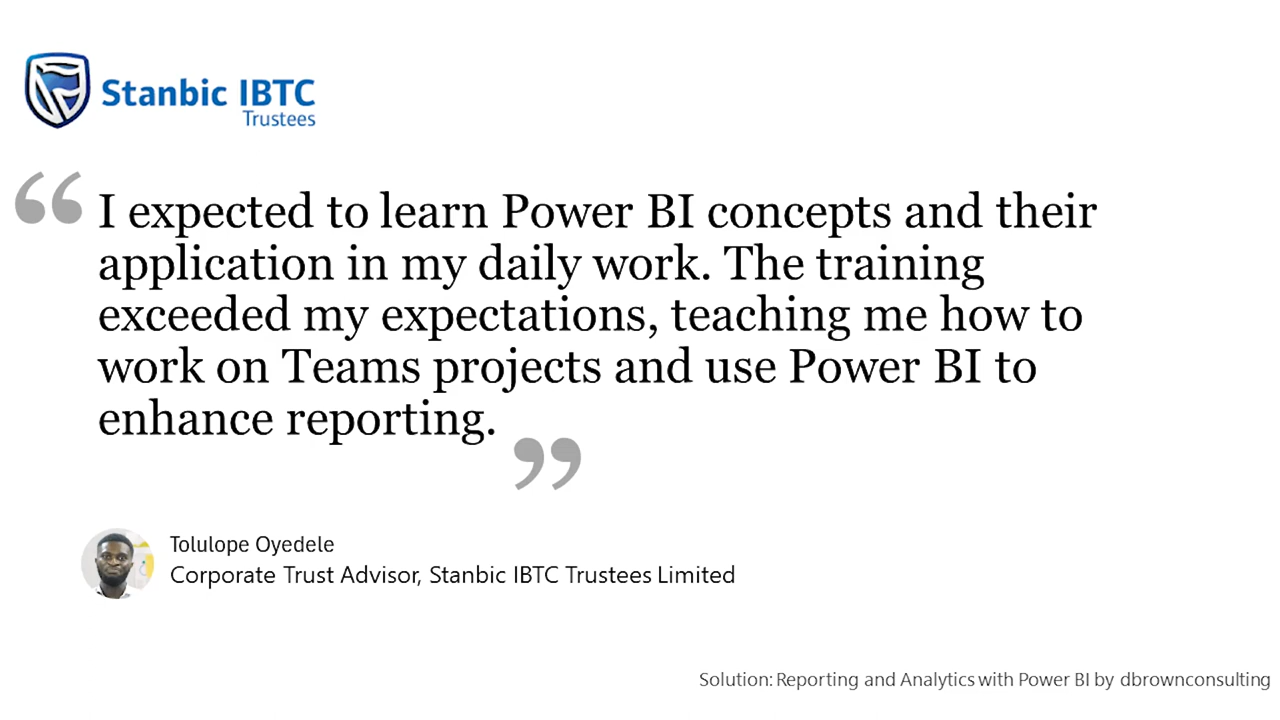 Stanbic IBTC
Trustees
“ I expected to learn Power BI concepts and their
application in my daily work. The training
exceeded my expectations, teaching me how to
work on Teams projects and use Power BI to
enhance reporting. ”
Tolulope Oyedele
Corporate Trust Advisor, Stanbic IBTC Trustees Limited
Solution: Reporting and Analytics with Power BI by dbrownconsulting